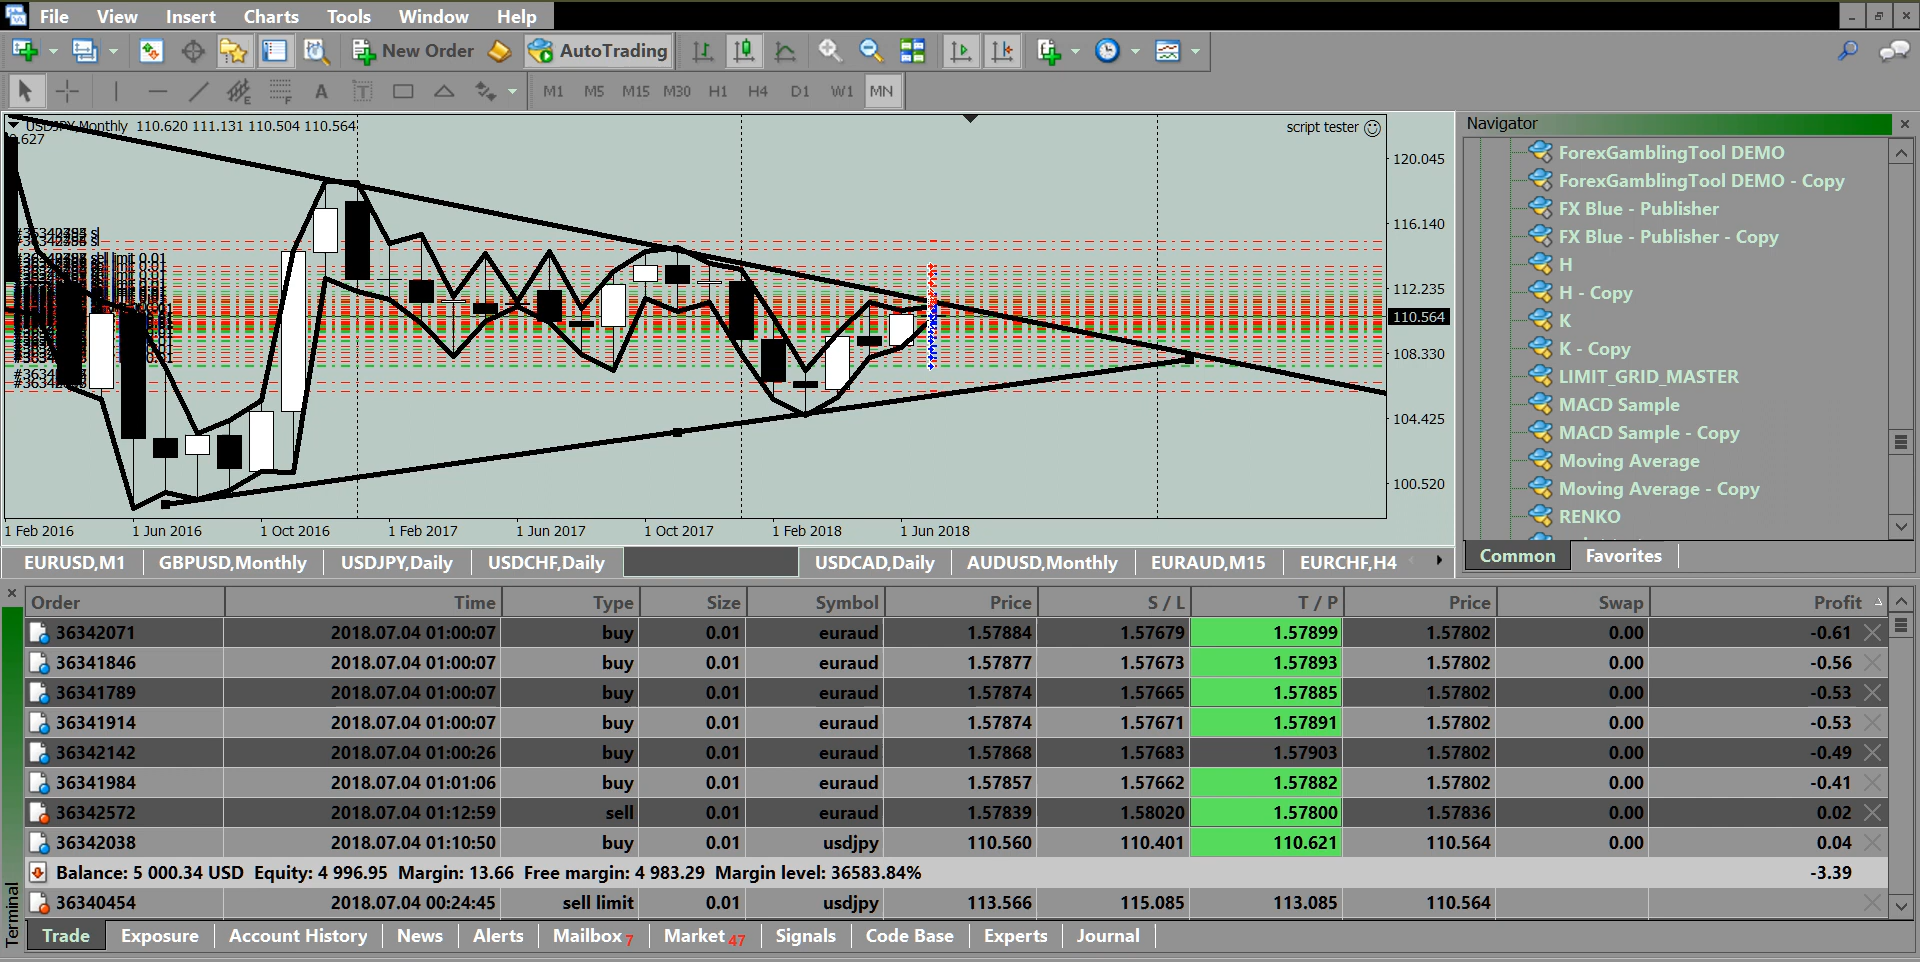 File View Insert Charts Tools Window Help
New Order AutoTrading
A T M1 M5 M15 M30 H1 H4 D1 W1 MN
USDJPY,Monthly 110.620 111.131 110.504 110.564
script tester
120.045
116.140
112.235
110.564
108.330
104.425
100.520
1 Feb 2016 1 Jun 2016 1 Oct 2016 1 Feb 2017 1 Jun 2017 1 Oct 2017 1 Feb 2018 1 Jun 2018
EURUSD,M1 GBPUSD,Monthly USDJPY,Daily USDCHF,Daily USDCAD,Daily AUDUSD,Monthly EURAUD,M15 EURCHF,H4
Navigator
ForexGamblingTool DEMO
ForexGamblingTool DEMO - Copy
FX Blue - Publisher
FX Blue - Publisher - Copy
H
H - Copy
K
K - Copy
LIMIT_GRID_MASTER
MACD Sample
MACD Sample - Copy
Moving Average
Moving Average - Copy
RENKO
Common Favorites
Order Time Type Size Symbol Price S / L T / P Price Swap Profit
36342071 2018.07.04 01:00:07 buy 0.01 euraud 1.57884 1.57679 1.57899 1.57802 0.00 -0.61
36341846 2018.07.04 01:00:07 buy 0.01 euraud 1.57877 1.57673 1.57893 1.57802 0.00 -0.56
36341789 2018.07.04 01:00:07 buy 0.01 euraud 1.57874 1.57665 1.57885 1.57802 0.00 -0.53
36341914 2018.07.04 01:00:07 buy 0.01 euraud 1.57874 1.57671 1.57891 1.57802 0.00 -0.53
36342142 2018.07.04 01:00:26 buy 0.01 euraud 1.57868 1.57683 1.57903 1.57802 0.00 -0.49
36341984 2018.07.04 01:01:06 buy 0.01 euraud 1.57857 1.57662 1.57882 1.57802 0.00 -0.41
36342572 2018.07.04 01:12:59 sell 0.01 euraud 1.57839 1.58020 1.57800 1.57836 0.00 0.02
36342038 2018.07.04 01:10:50 buy 0.01 usdjpy 110.560 110.401 110.621 110.564 0.00 0.04
Balance: 5 000.34 USD Equity: 4 996.95 Margin: 13.66 Free margin: 4 983.29 Margin level: 36583.84% -3.39
36340454 2018.07.04 00:24:45 sell limit 0.01 usdjpy 113.566 115.085 113.085 110.564
Terminal
Trade Exposure Account History News Alerts Mailbox 7 Market 47 Signals Code Base Experts Journal